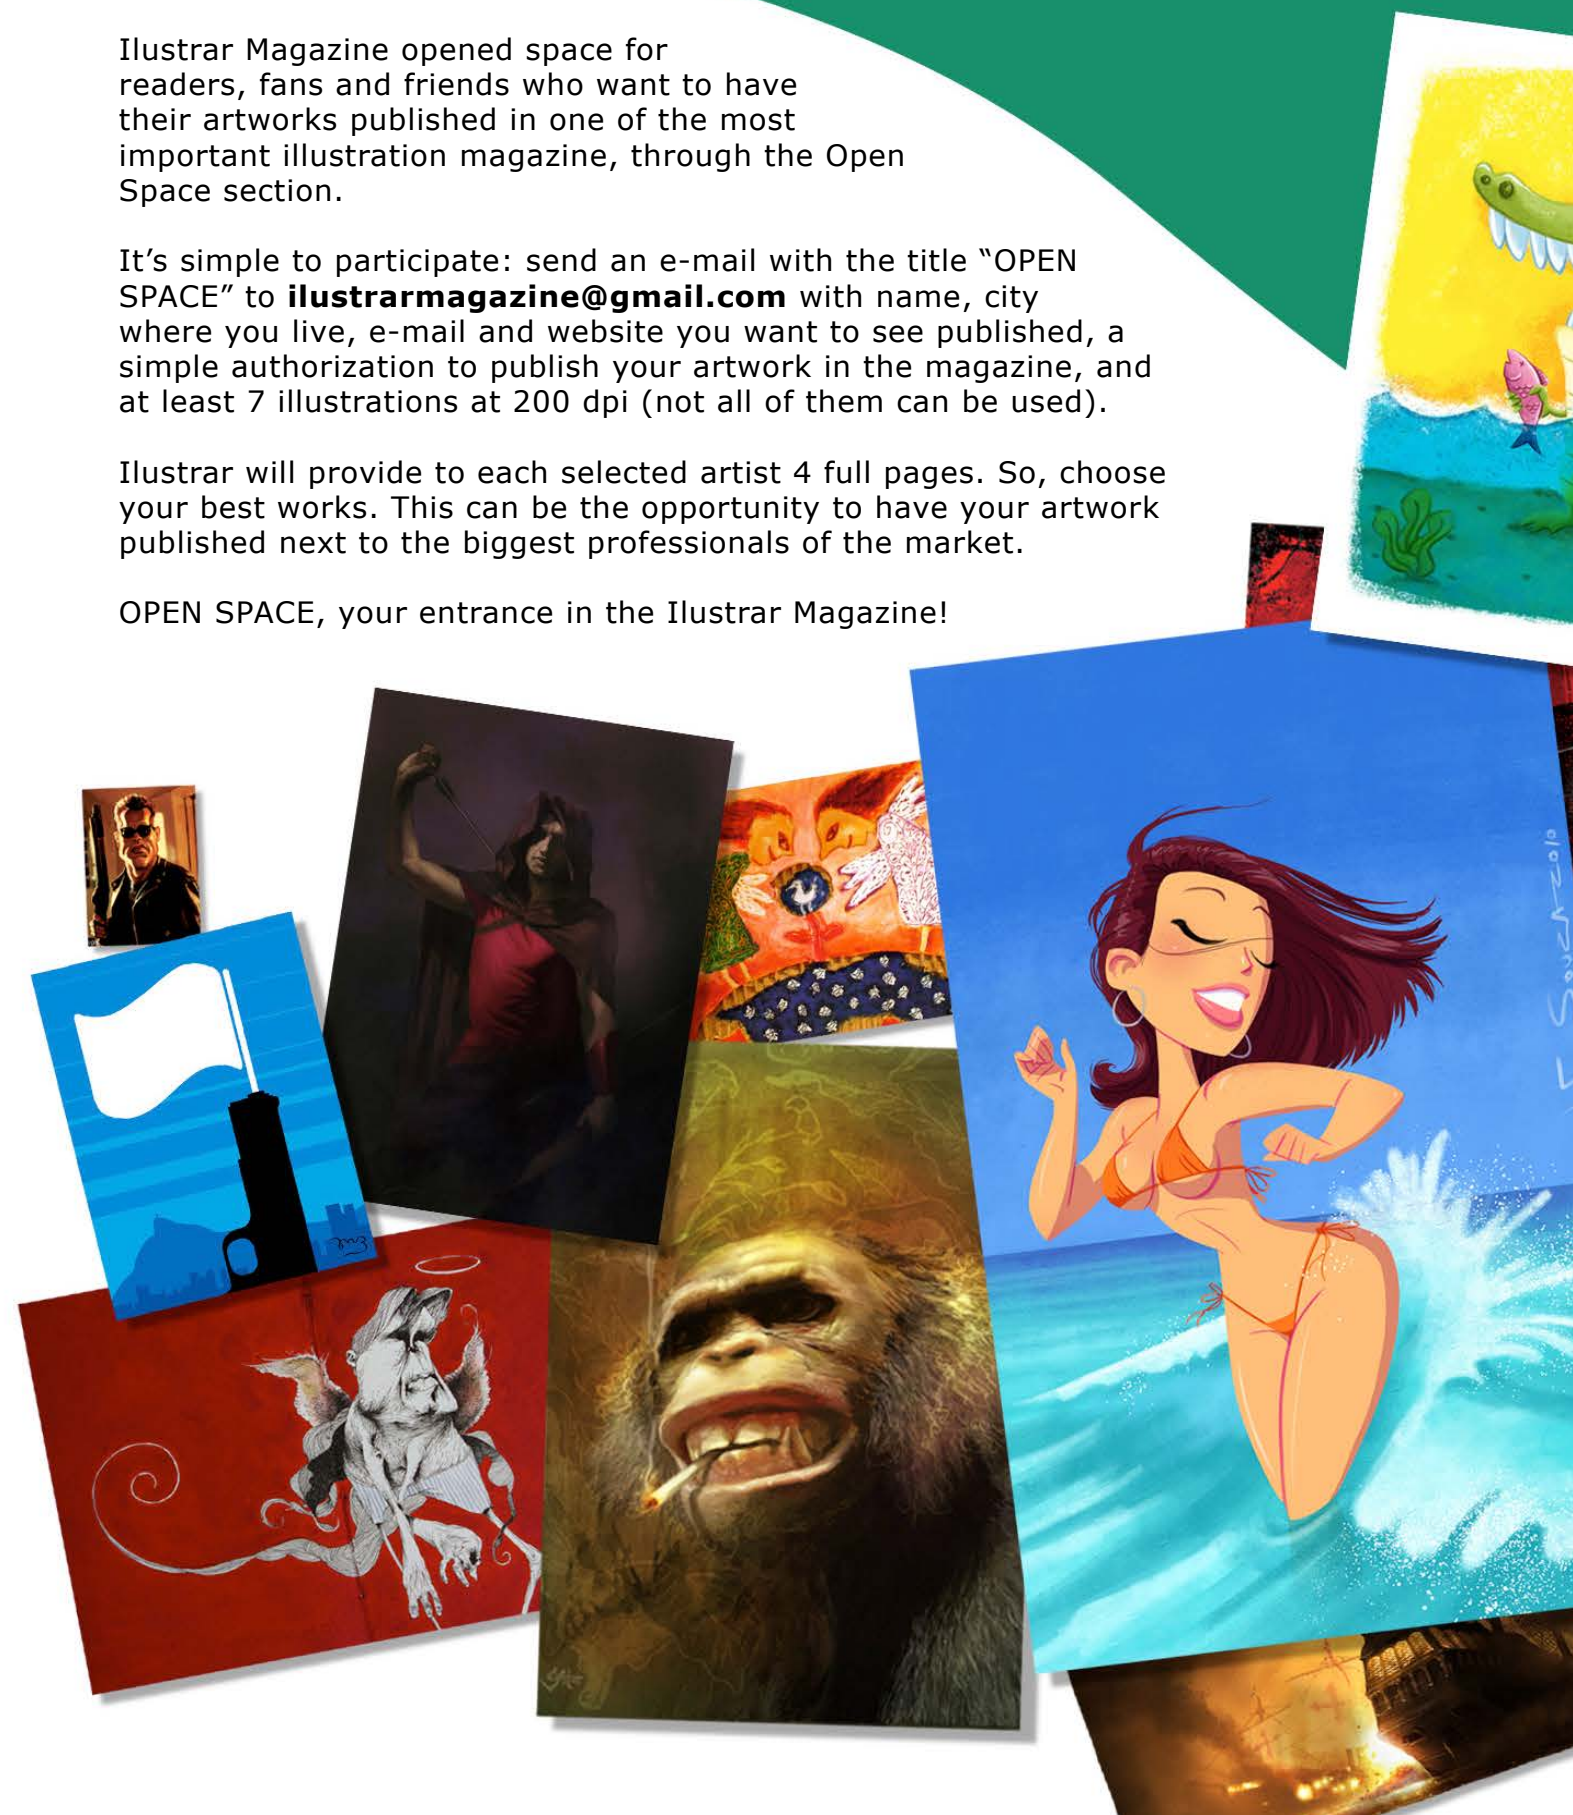 Ilustrar Magazine opened space for
readers, fans and friends who want to have
their artworks published in one of the most
important illustration magazine, through the Open
Space section.
It’s simple to participate: send an e-mail with the title “OPEN
SPACE” to ilustrarmagazine@gmail.com with name, city
where you live, e-mail and website you want to see published, a
simple authorization to publish your artwork in the magazine, and
at least 7 illustrations at 200 dpi (not all of them can be used).
Ilustrar will provide to each selected artist 4 full pages. So, choose
your best works. This can be the opportunity to have your artwork
published next to the biggest professionals of the market.
OPEN SPACE, your entrance in the Ilustrar Magazine!